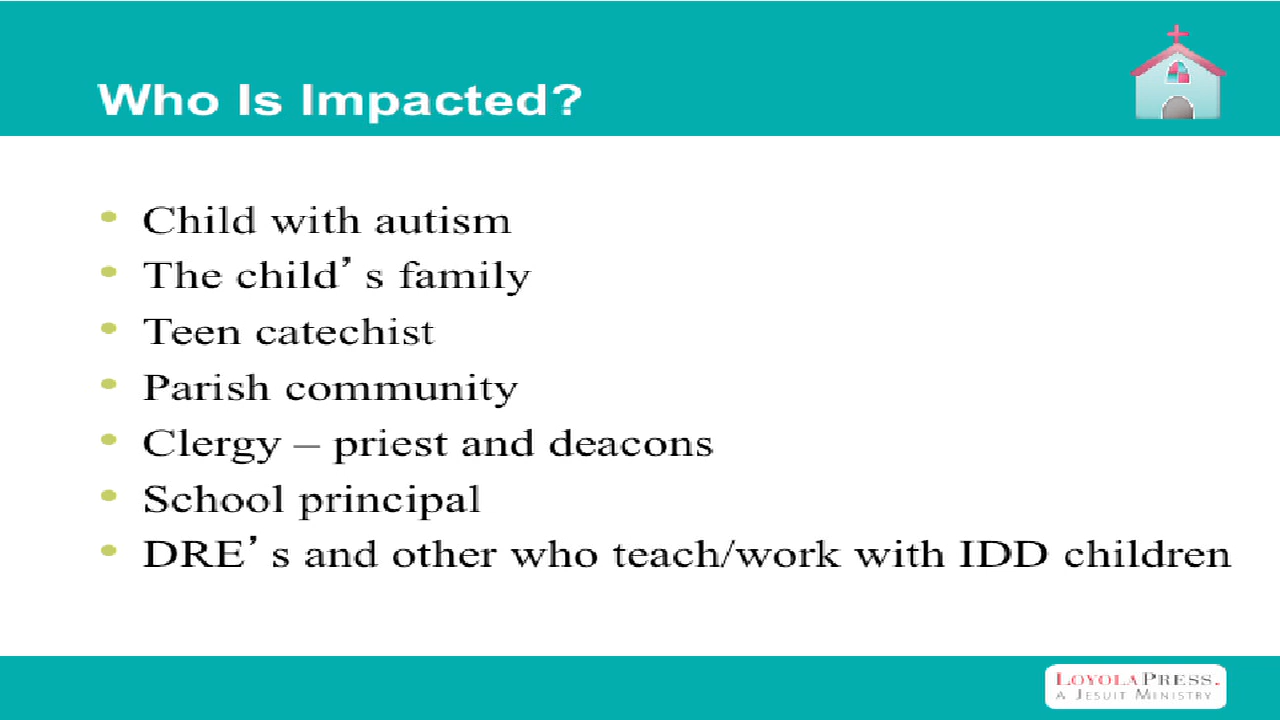 Who Is Impacted?
• Child with autism
• The child’s family
• Teen catechist
• Parish community
• Clergy – priest and deacons
• School principal
• DRE’s and other who teach/work with IDD children
LOYOLA PRESS.
A JESUIT MINISTRY